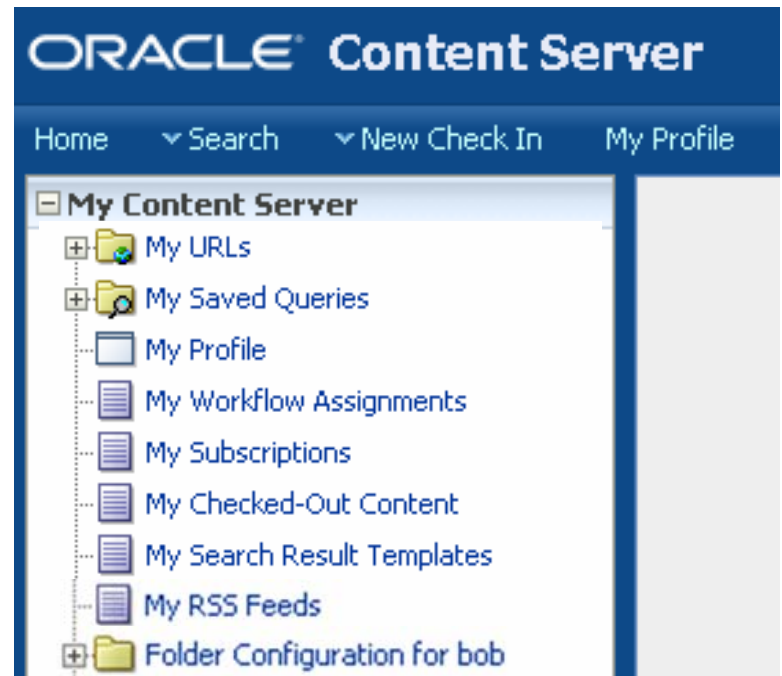 ORACLE Content Server
Home Search New Check In My Profile
My Content Server
My URLs
My Saved Queries
My Profile
My Workflow Assignments
My Subscriptions
My Checked-Out Content
My Search Result Templates
My RSS Feeds
Folder Configuration for bob